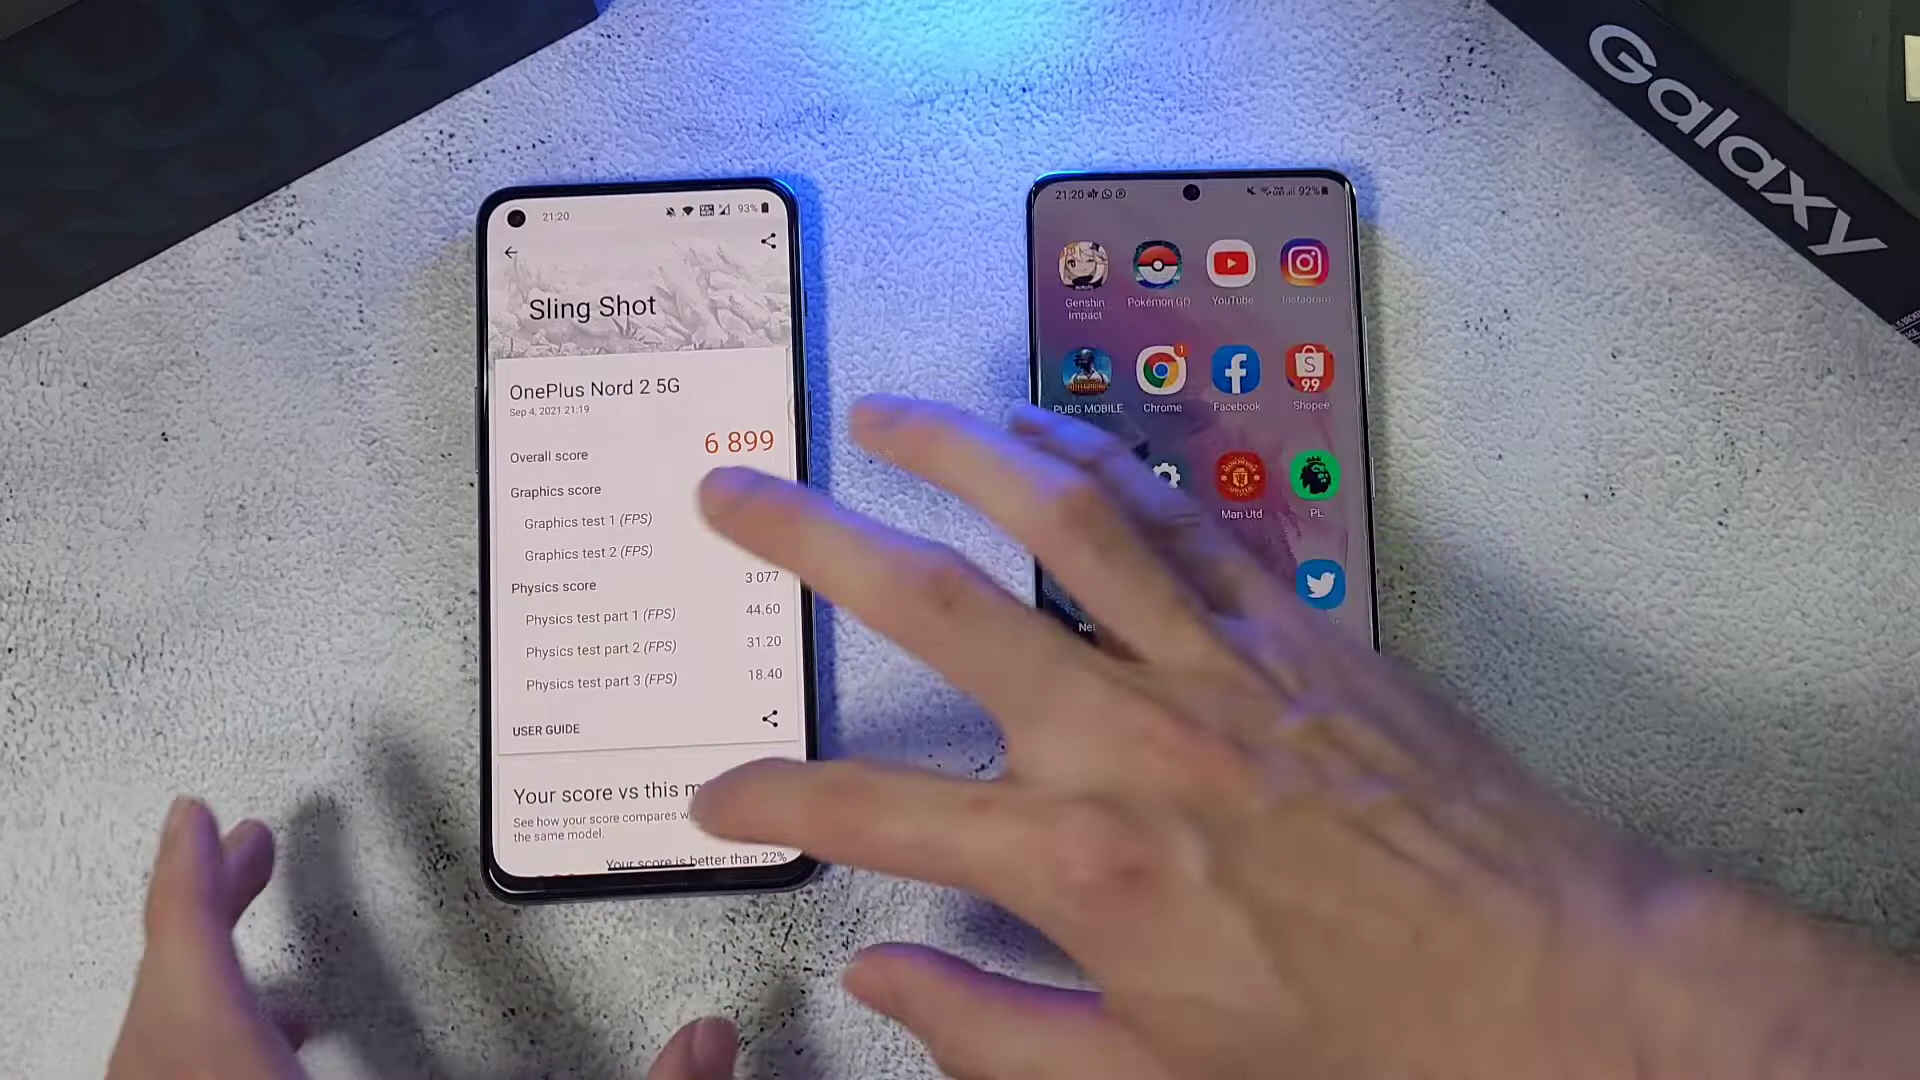 Galaxy
21:20
93%
Sling Shot
OnePlus Nord 2 5G
Sep 4, 2021 21:19
Overall score
6 899
Graphics score
Graphics test 1 (FPS)
Graphics test 2 (FPS)
Physics score
3 077
Physics test part 1 (FPS)
44.60
Physics test part 2 (FPS)
31.20
Physics test part 3 (FPS)
18.40
USER GUIDE
Your score vs this m
See how your score compares w
the same model.
Your score is better than 22%
21:20
92%
Genshin
Impact
Pokémon GO
YouTube
Instagram
1
9.9
PUBG MOBILE
Chrome
Facebook
Shopee
Man Utd
PL
Ne